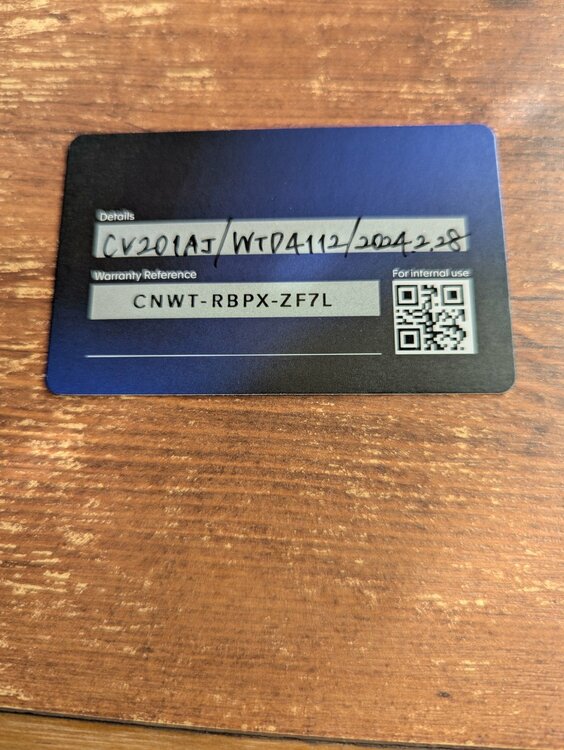 Details
CV201AJ/WTD4112/2024.2.28
Warranty Reference
For internal use
CNWT-RBPX-ZF7L